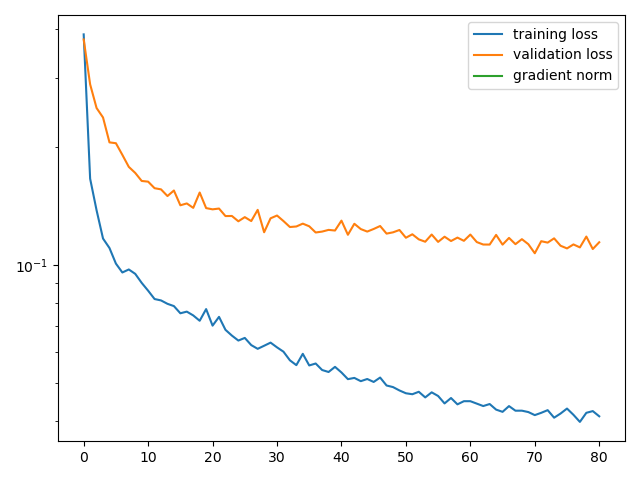 training loss
validation loss
gradient norm
10⁻¹
0 10 20 30 40 50 60 70 80